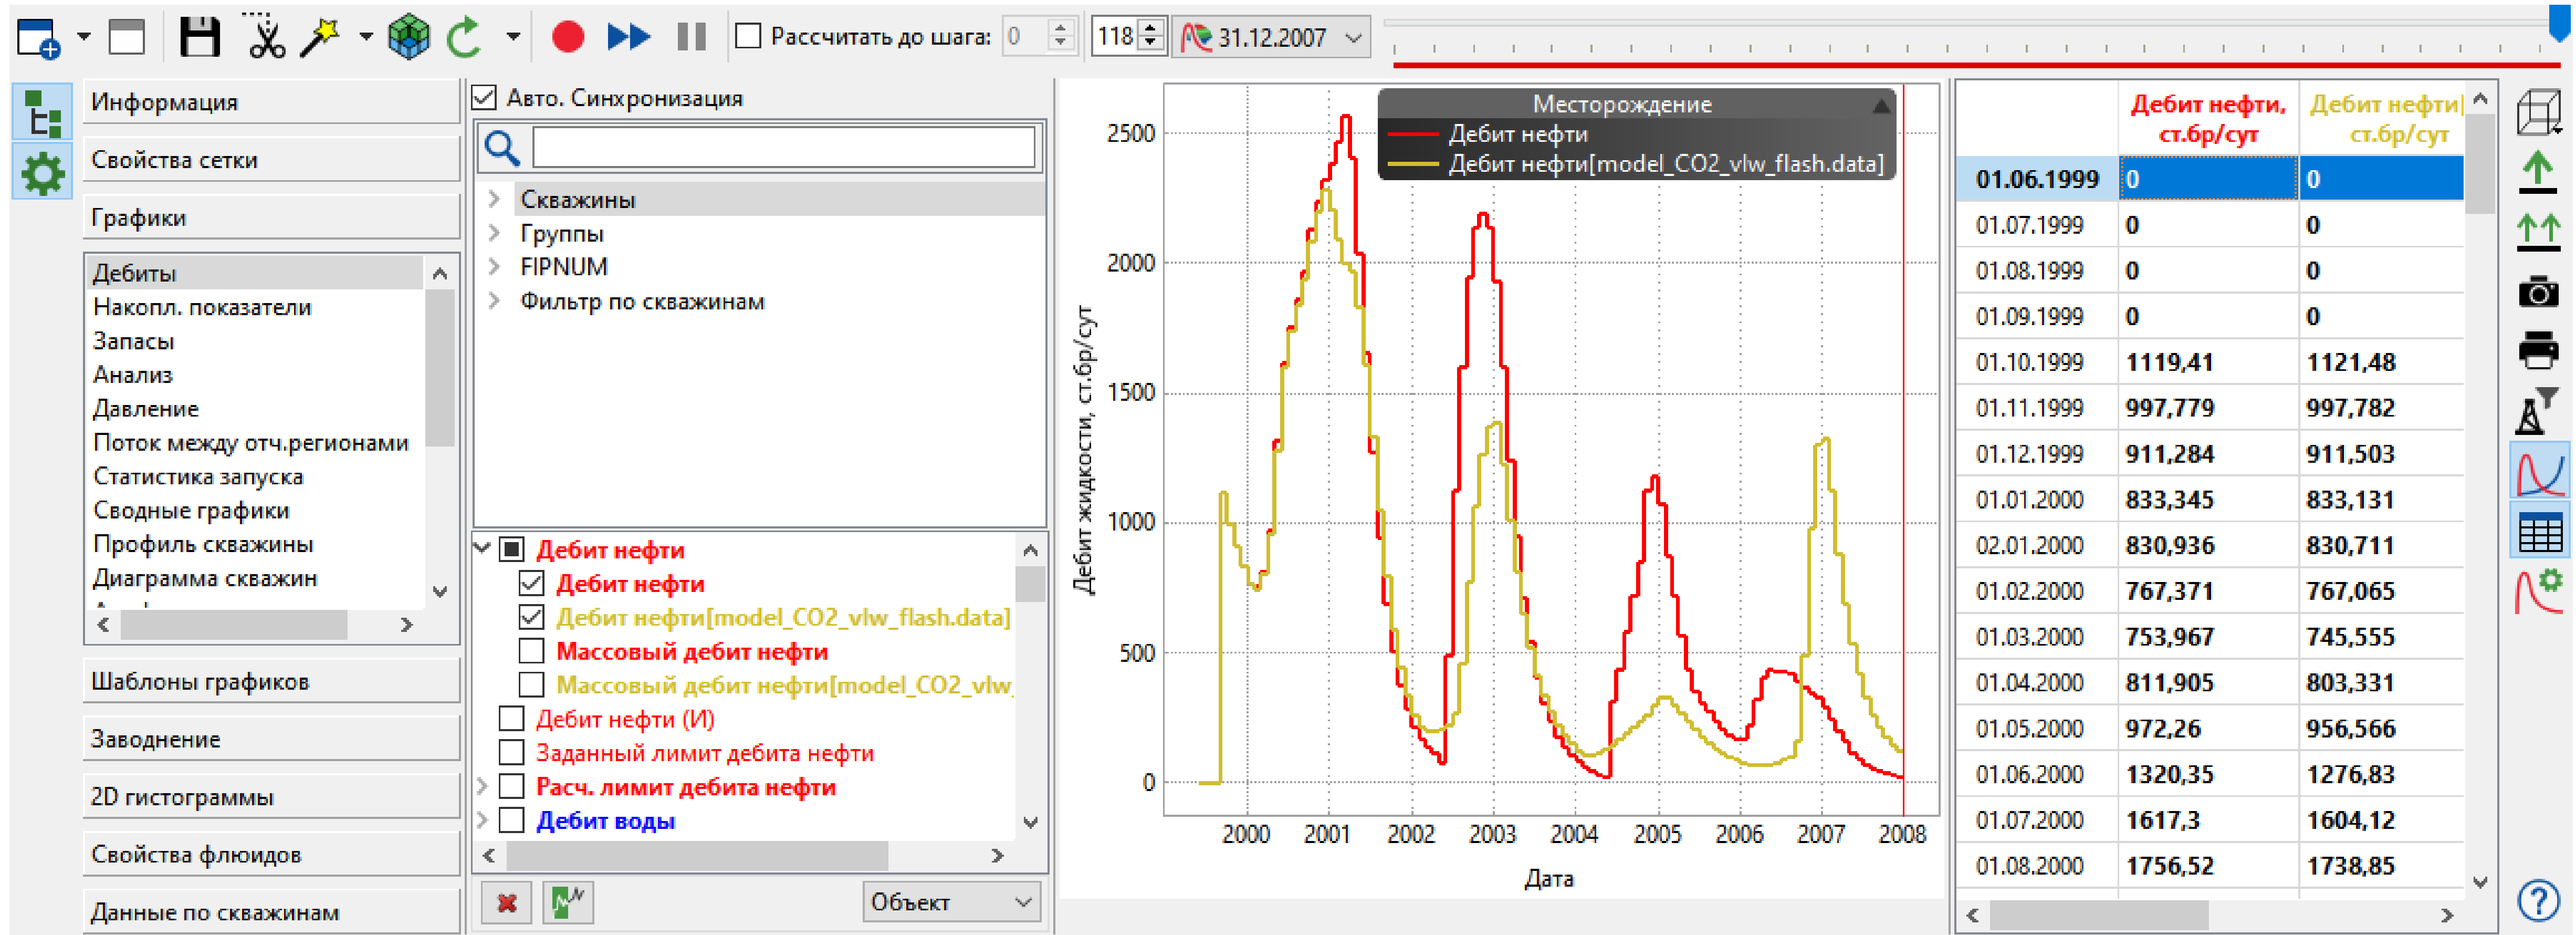 Рассчитать до шага: 0 118 31.12.2007
Информация
Свойства сетки
Графики
Дебиты
Накопл. показатели
Запасы
Анализ
Давление
Поток между отч.регионами
Статистика запуска
Сводные графики
Профиль скважины
Диаграмма скважин
Шаблоны графиков
Заводнение
2D гистограммы
Свойства флюидов
Данные по скважинам
Авто. Синхронизация
Скважины
Группы
FIPNUM
Фильтр по скважинам
Дебит нефти
Дебит нефти
Дебит нефти[model_CO2_vlw_flash.data]
Массовый дебит нефти
Массовый дебит нефти[model_CO2_vlw_
Дебит нефти (И)
Заданный лимит дебита нефти
Расч. лимит дебита нефти
Дебит воды
Объект
Месторождение
Дебит нефти
Дебит нефти[model_CO2_vlw_flash.data]
Дебит жидкости, ст.бр/сут
2500
2000
1500
1000
500
0
2000 2001 2002 2003 2004 2005 2006 2007 2008
Дата
Дебит нефти, Дебит нефти[
ст.бр/сут ст.бр/сут
01.06.1999 0 0
01.07.1999 0 0
01.08.1999 0 0
01.09.1999 0 0
01.10.1999 1119,41 1121,48
01.11.1999 997,779 997,782
01.12.1999 911,284 911,503
01.01.2000 833,345 833,131
02.01.2000 830,936 830,711
01.02.2000 767,371 767,065
01.03.2000 753,967 745,555
01.04.2000 811,905 803,331
01.05.2000 972,26 956,566
01.06.2000 1320,35 1276,83
01.07.2000 1617,3 1604,12
01.08.2000 1756,52 1738,85